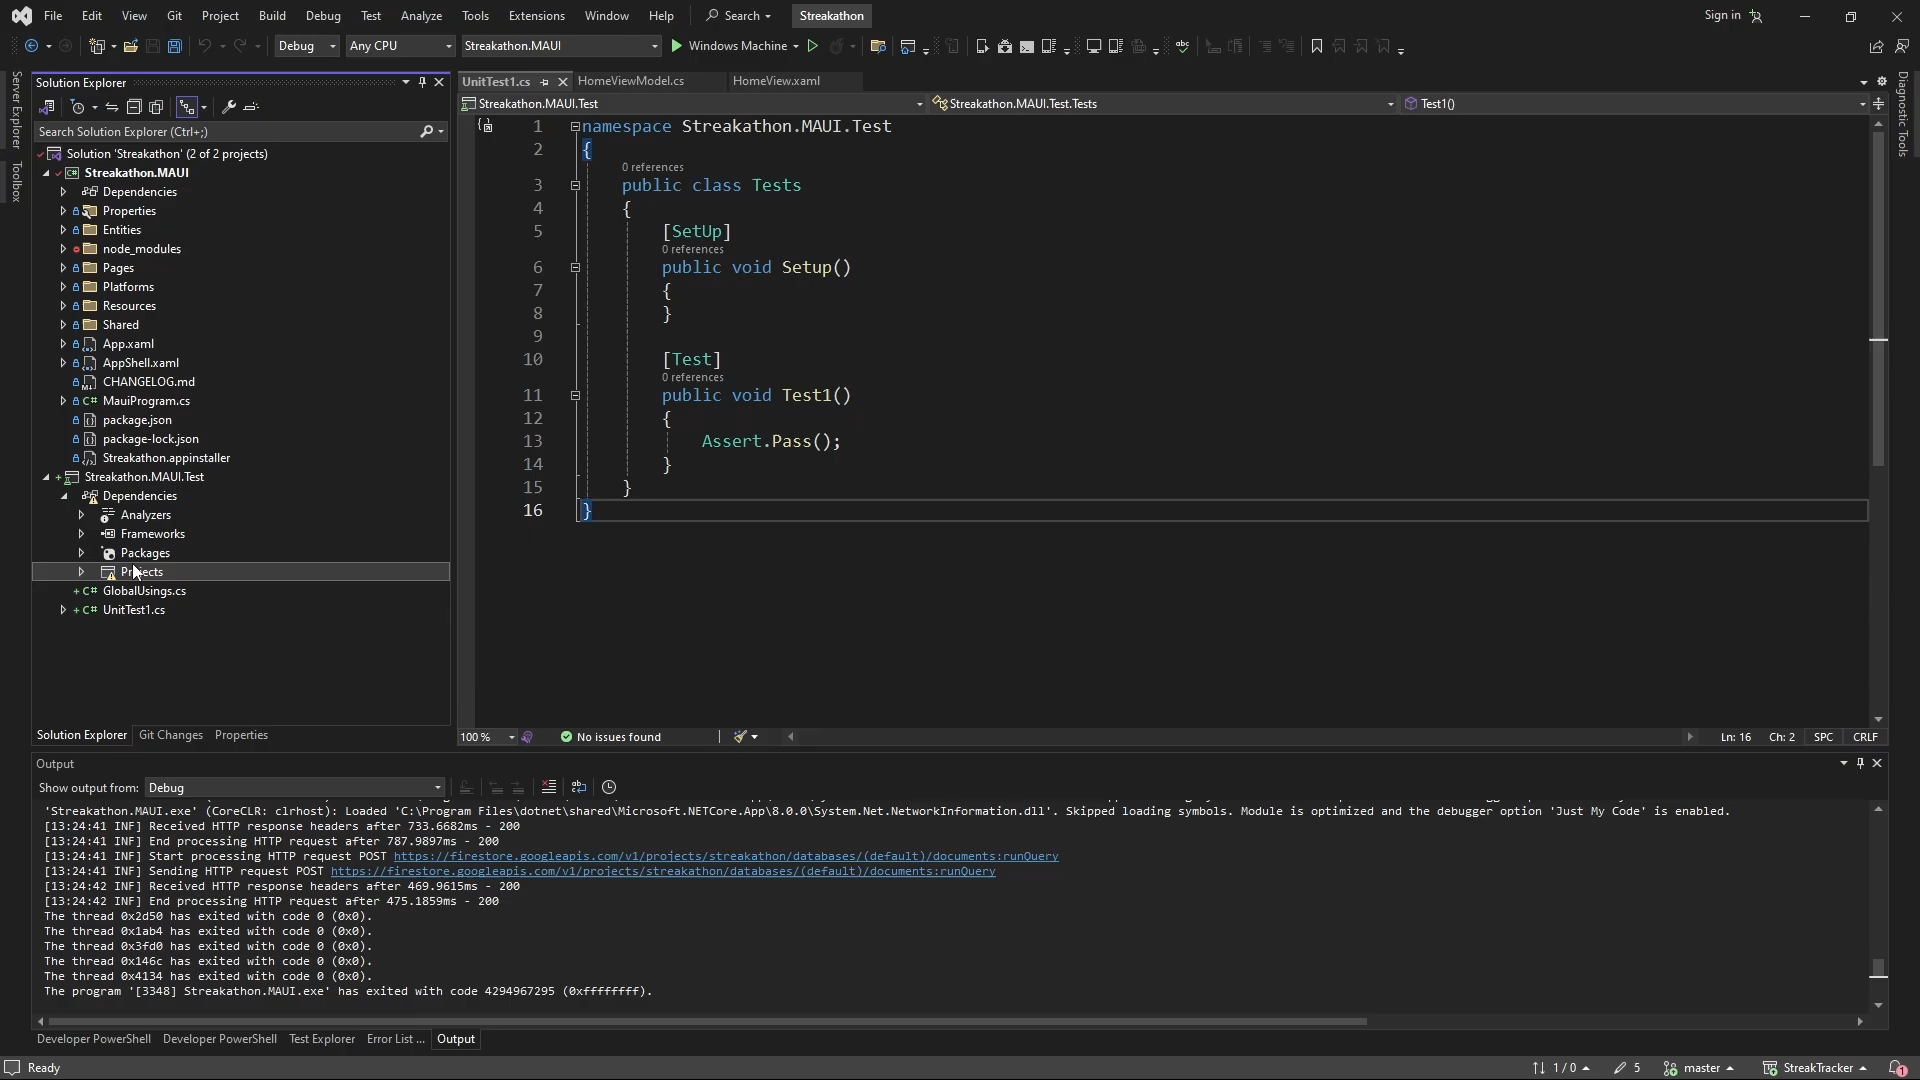 File Edit View Git Project Build Debug Test Analyze Tools Extensions Window Help Search Streakathon Sign in
Debug Any CPU Streakathon.MAUI Windows Machine
Server Explorer
Toolbox
Solution Explorer
Search Solution Explorer (Ctrl+;)
Solution 'Streakathon' (2 of 2 projects)
Streakathon.MAUI
Dependencies
Properties
Entities
node_modules
Pages
Platforms
Resources
Shared
App.xaml
AppShell.xaml
CHANGELOG.md
MauiProgram.cs
package.json
package-lock.json
Streakathon.appinstaller
Streakathon.MAUI.Test
Dependencies
Analyzers
Frameworks
Packages
Projects
GlobalUsings.cs
UnitTest1.cs
Solution Explorer Git Changes Properties
UnitTest1.cs HomeViewModel.cs HomeView.xaml
Streakathon.MAUI.Test Streakathon.MAUI.Test.Tests Test1()
1 namespace Streakathon.MAUI.Test
2 {
0 references
3 public class Tests
4 {
5 [SetUp]
0 references
6 public void Setup()
7 {
8 }
9
10 [Test]
0 references
11 public void Test1()
12 {
13 Assert.Pass();
14 }
15 }
16 }
100 % No issues found Ln: 16 Ch: 2 SPC CRLF
Diagnostic Tools
Output
Show output from: Debug
'Streakathon.MAUI.exe' (CoreCLR: clrhost): Loaded 'C:\Program Files\dotnet\shared\Microsoft.NETCore.App\8.0.0\System.Net.NetworkInformation.dll'. Skipped loading symbols. Module is optimized and the debugger option 'Just My Code' is enabled.
[13:24:41 INF] Received HTTP response headers after 733.6682ms - 200
[13:24:41 INF] End processing HTTP request after 787.9897ms - 200
[13:24:41 INF] Start processing HTTP request POST https://firestore.googleapis.com/v1/projects/streakathon/databases/(default)/documents:runQuery
[13:24:41 INF] Sending HTTP request POST https://firestore.googleapis.com/v1/projects/streakathon/databases/(default)/documents:runQuery
[13:24:42 INF] Received HTTP response headers after 469.9615ms - 200
[13:24:42 INF] End processing HTTP request after 475.1859ms - 200
The thread 0x2d50 has exited with code 0 (0x0).
The thread 0x1ab4 has exited with code 0 (0x0).
The thread 0x3fd0 has exited with code 0 (0x0).
The thread 0x146c has exited with code 0 (0x0).
The thread 0x4134 has exited with code 0 (0x0).
The program '[3348] Streakathon.MAUI.exe' has exited with code 4294967295 (0xffffffff).
Developer PowerShell Developer PowerShell Test Explorer Error List ... Output
Ready 1 / 0 5 master StreakTracker 1